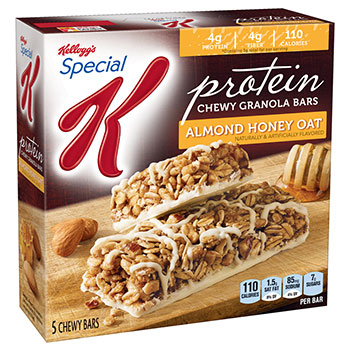 Kellogg's
Special
K
4g
PROTEIN
4g
FIBER
110
CALORIES
protein
CHEWY GRANOLA BARS
ALMOND HONEY OAT
NATURALLY & ARTIFICIALLY FLAVORED
110
CALORIES
1.5g
SAT FAT
85mg
SODIUM
7g
SUGARS
PER BAR
5 CHEWY BARS